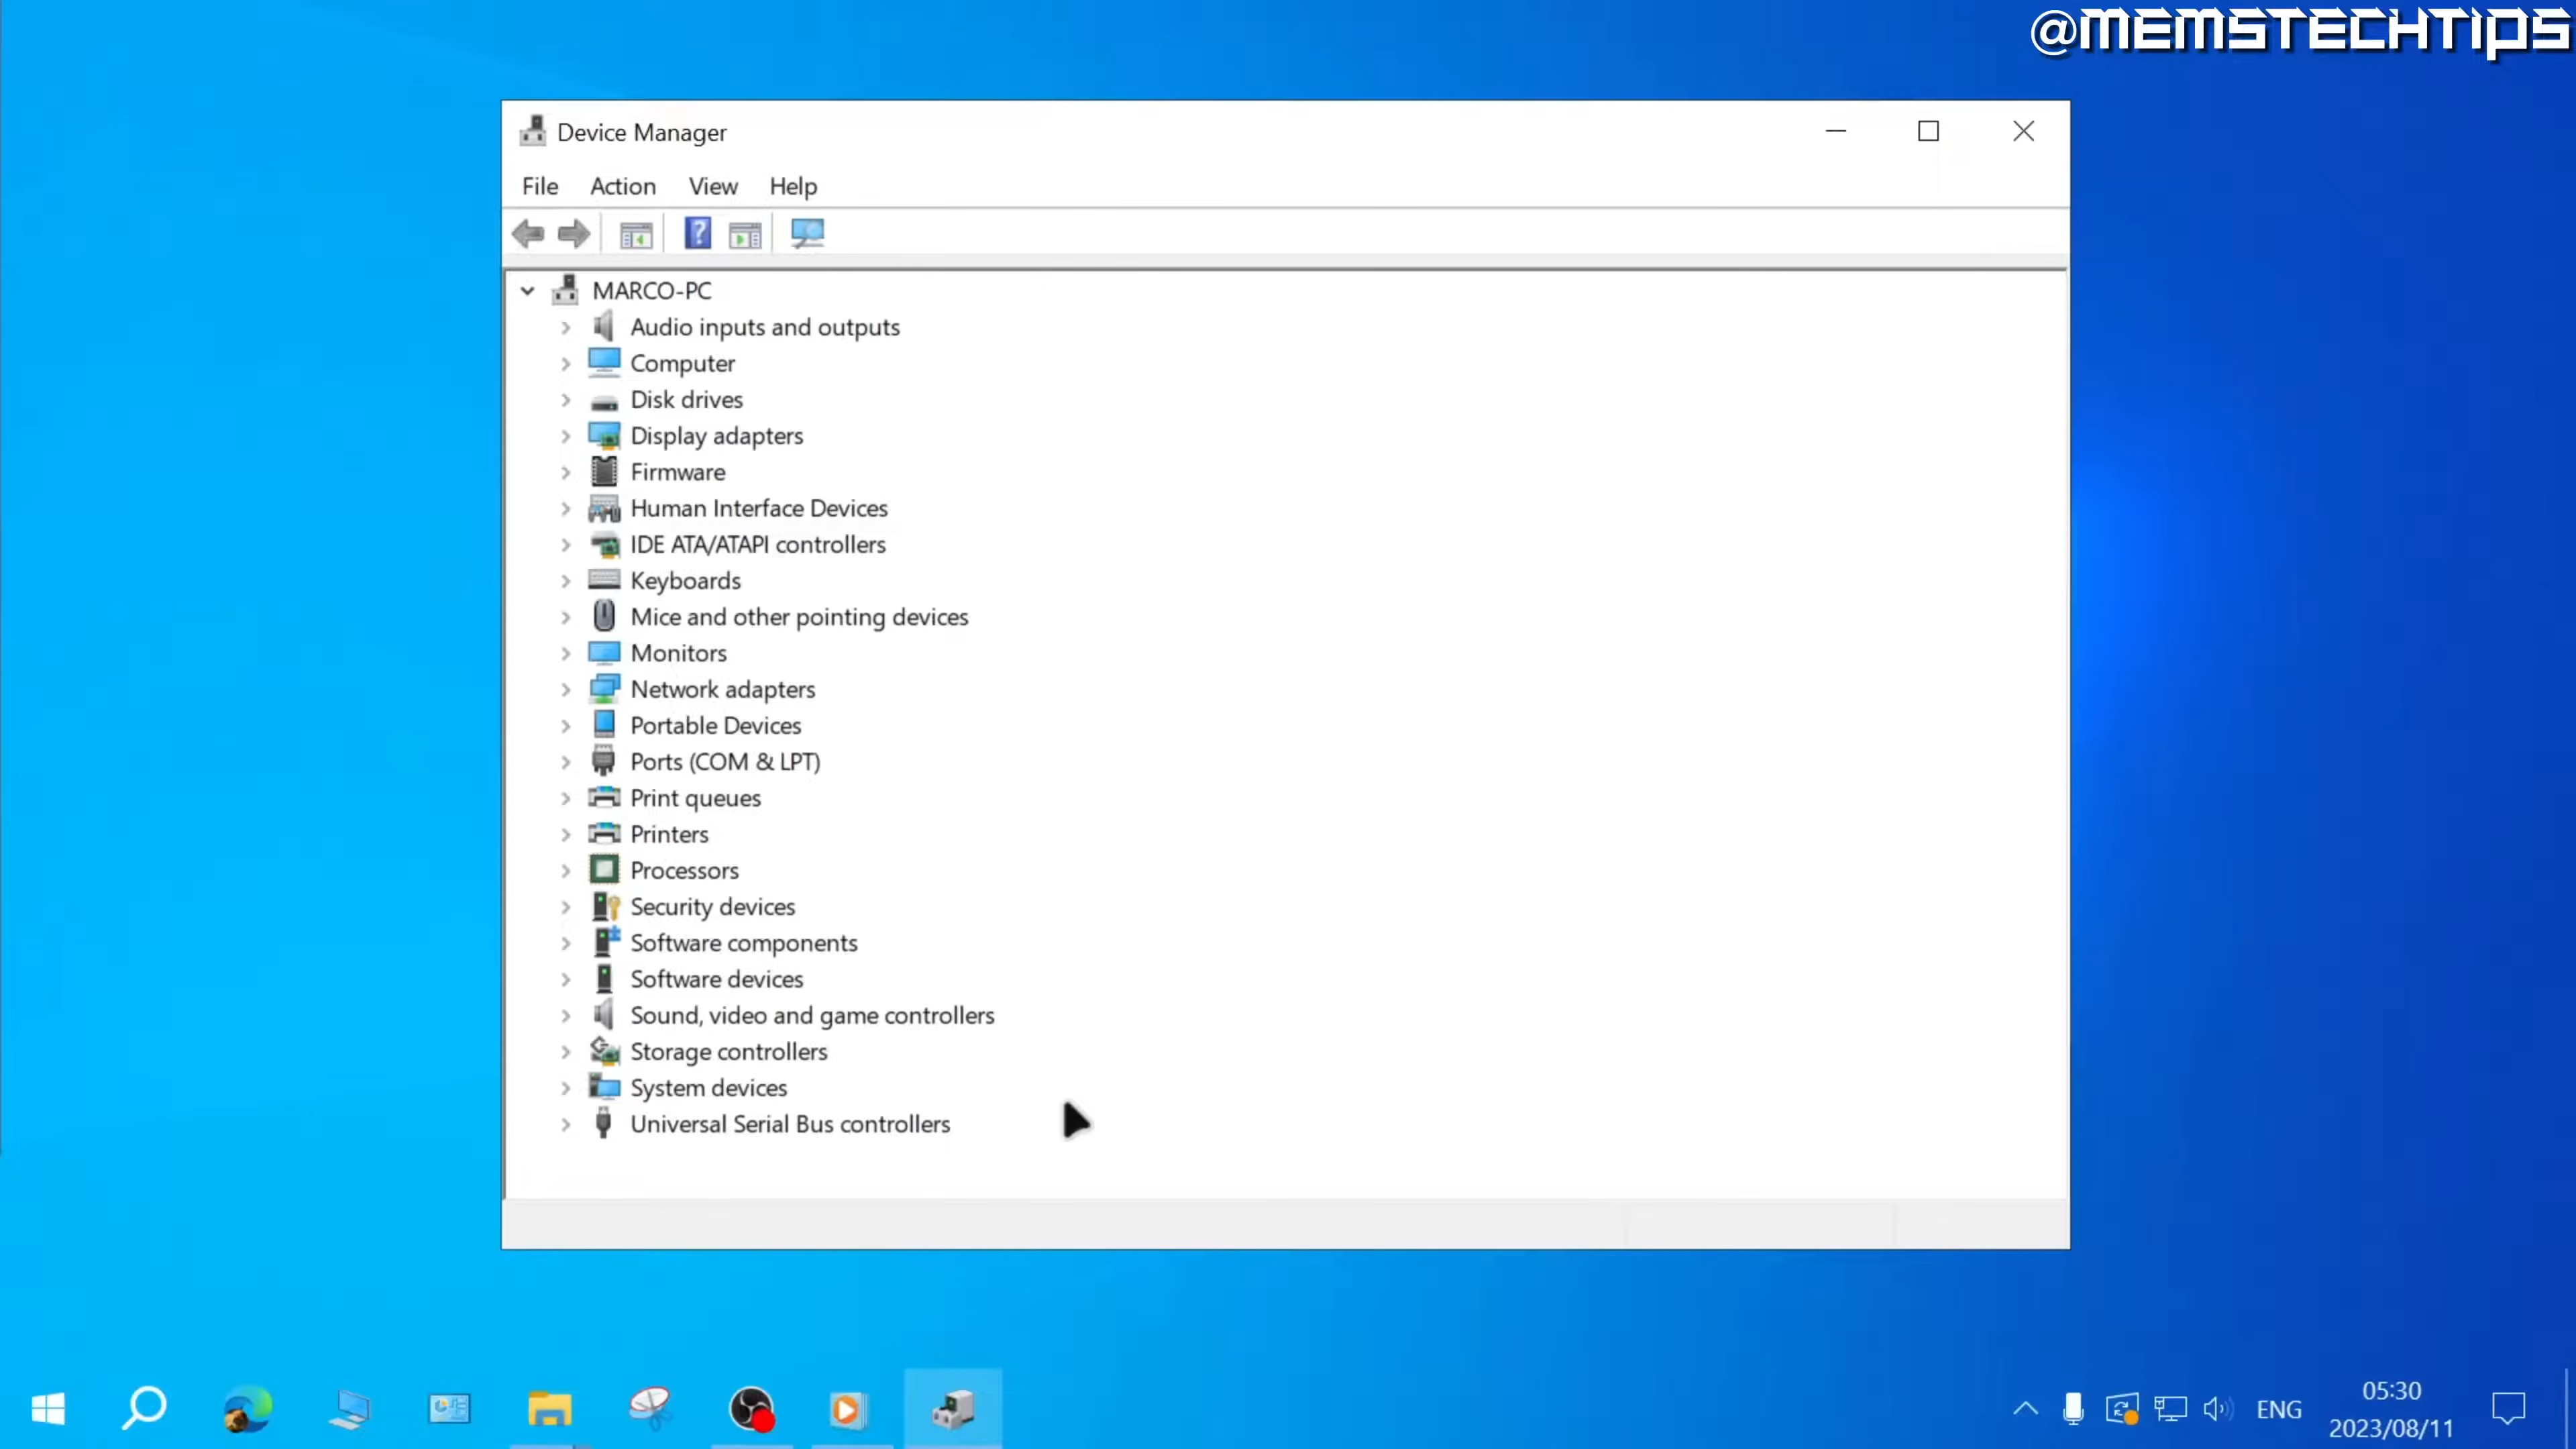 @MEMSTECHTIPS
Device Manager
File Action View Help
MARCO-PC
Audio inputs and outputs
Computer
Disk drives
Display adapters
Firmware
Human Interface Devices
IDE ATA/ATAPI controllers
Keyboards
Mice and other pointing devices
Monitors
Network adapters
Portable Devices
Ports (COM & LPT)
Print queues
Printers
Processors
Security devices
Software components
Software devices
Sound, video and game controllers
Storage controllers
System devices
Universal Serial Bus controllers
ENG
05:30
2023/08/11